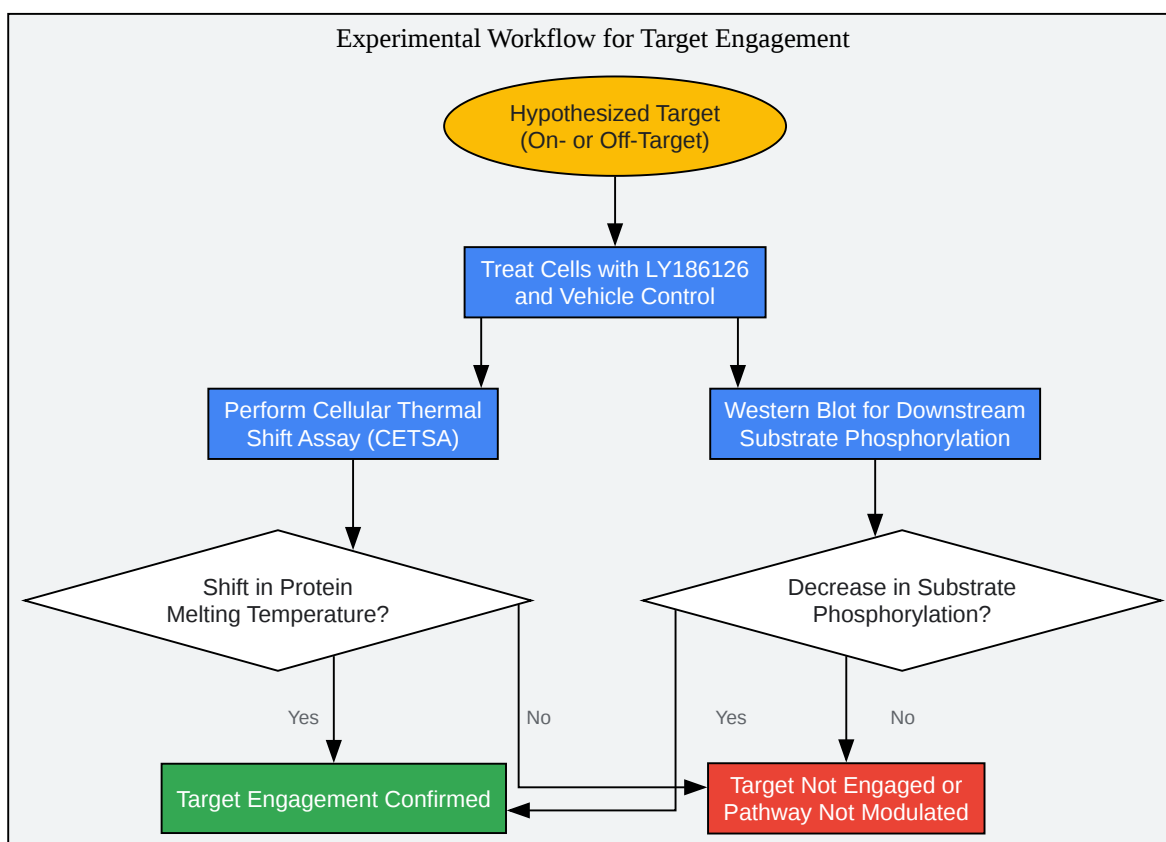 Experimental Workflow for Target Engagement
Hypothesized Target
(On- or Off-Target)
Treat Cells with LY186126
and Vehicle Control
Perform Cellular Thermal
Shift Assay (CETSA)
Western Blot for Downstream
Substrate Phosphorylation
Shift in Protein
Melting Temperature?
Decrease in Substrate
Phosphorylation?
Yes
No
Yes
No
Target Engagement Confirmed
Target Not Engaged or
Pathway Not Modulated